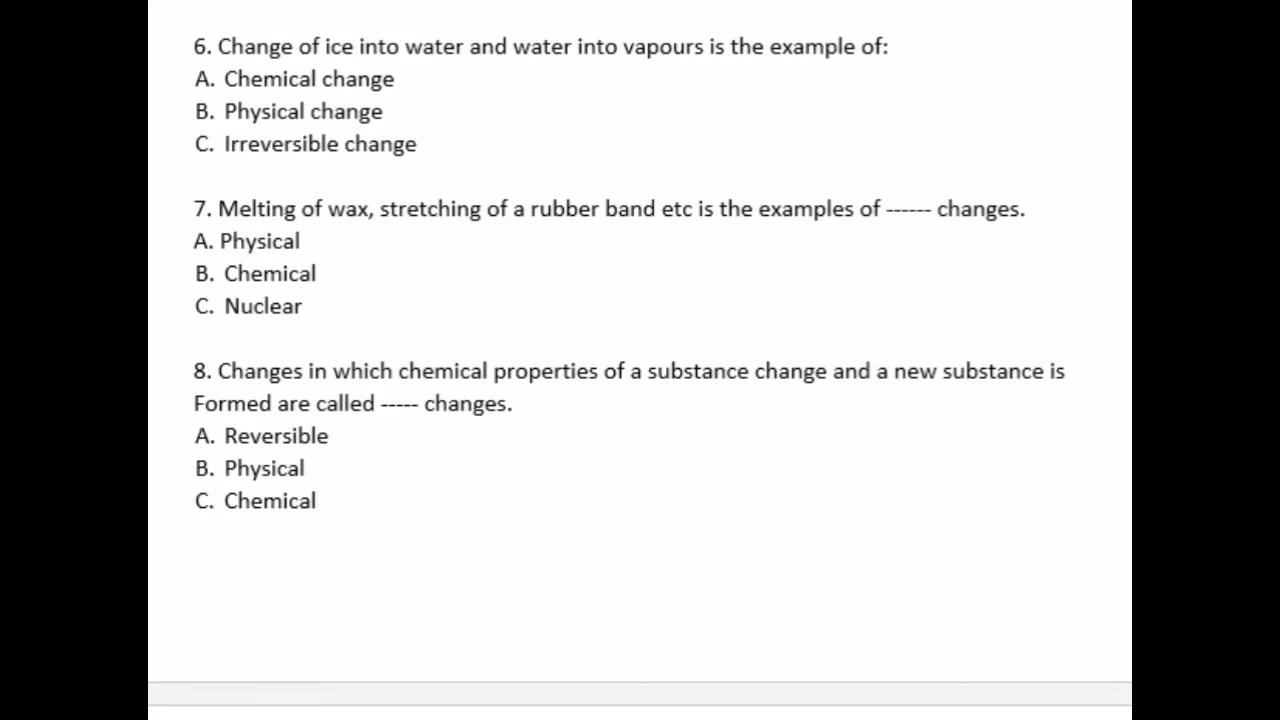 6. Change of ice into water and water into vapours is the example of:
A. Chemical change
B. Physical change
C. Irreversible change
7. Melting of wax, stretching of a rubber band etc is the examples of ------ changes.
A. Physical
B. Chemical
C. Nuclear
8. Changes in which chemical properties of a substance change and a new substance is
Formed are called ----- changes.
A. Reversible
B. Physical
C. Chemical